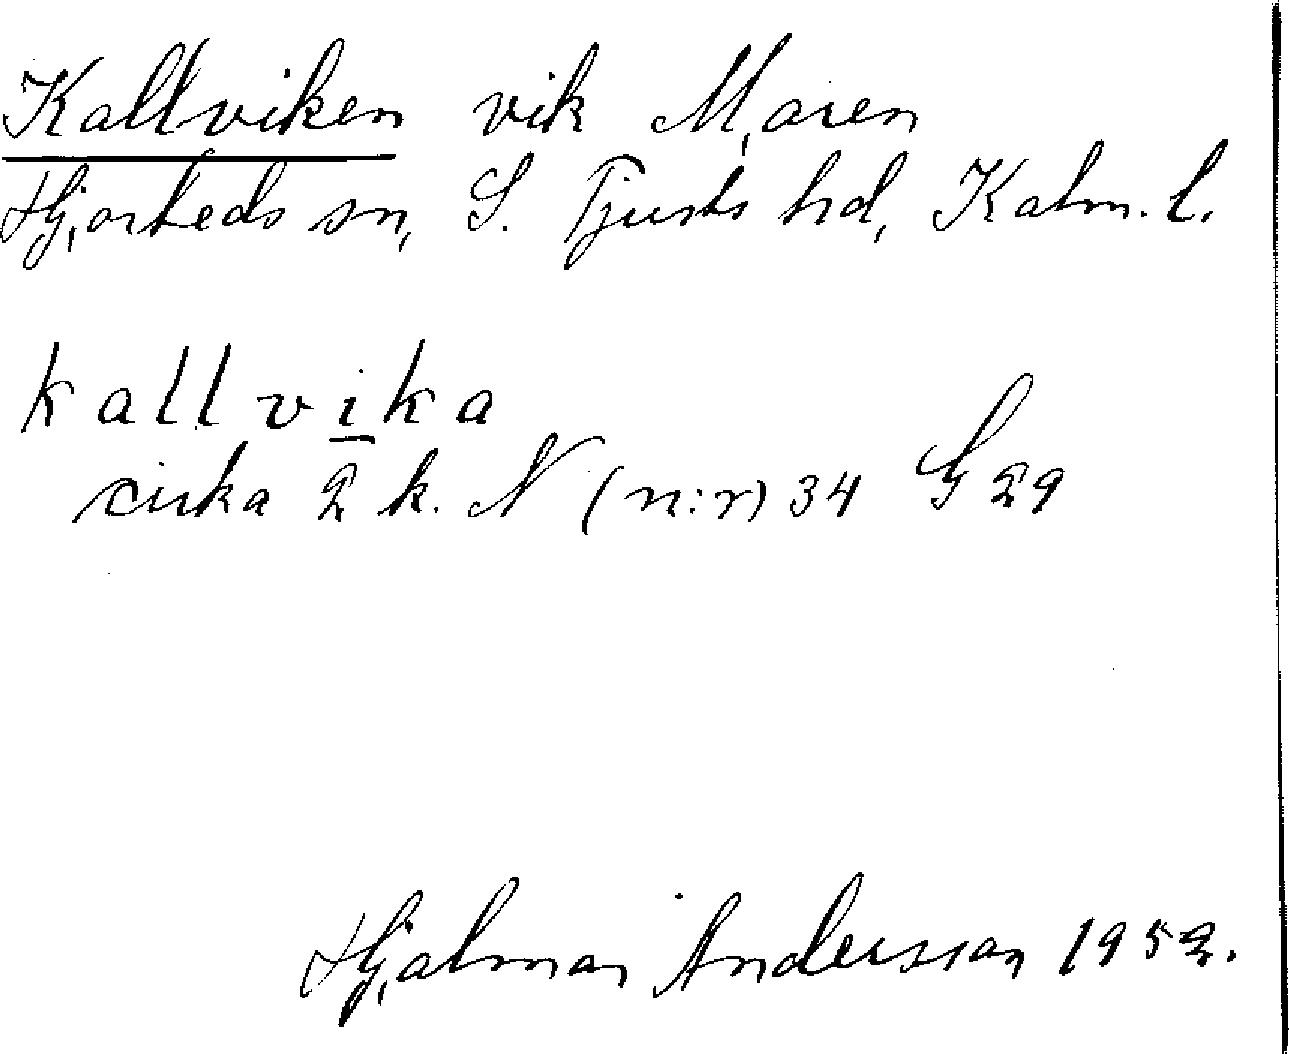 Kallviken vik Maren
Hjorteds sn, S. Tjusts hd, Kalm. l.
kallvika
cirka 2 k. N (n:r) 34 G 29
Hjalmar Andersson 1952.